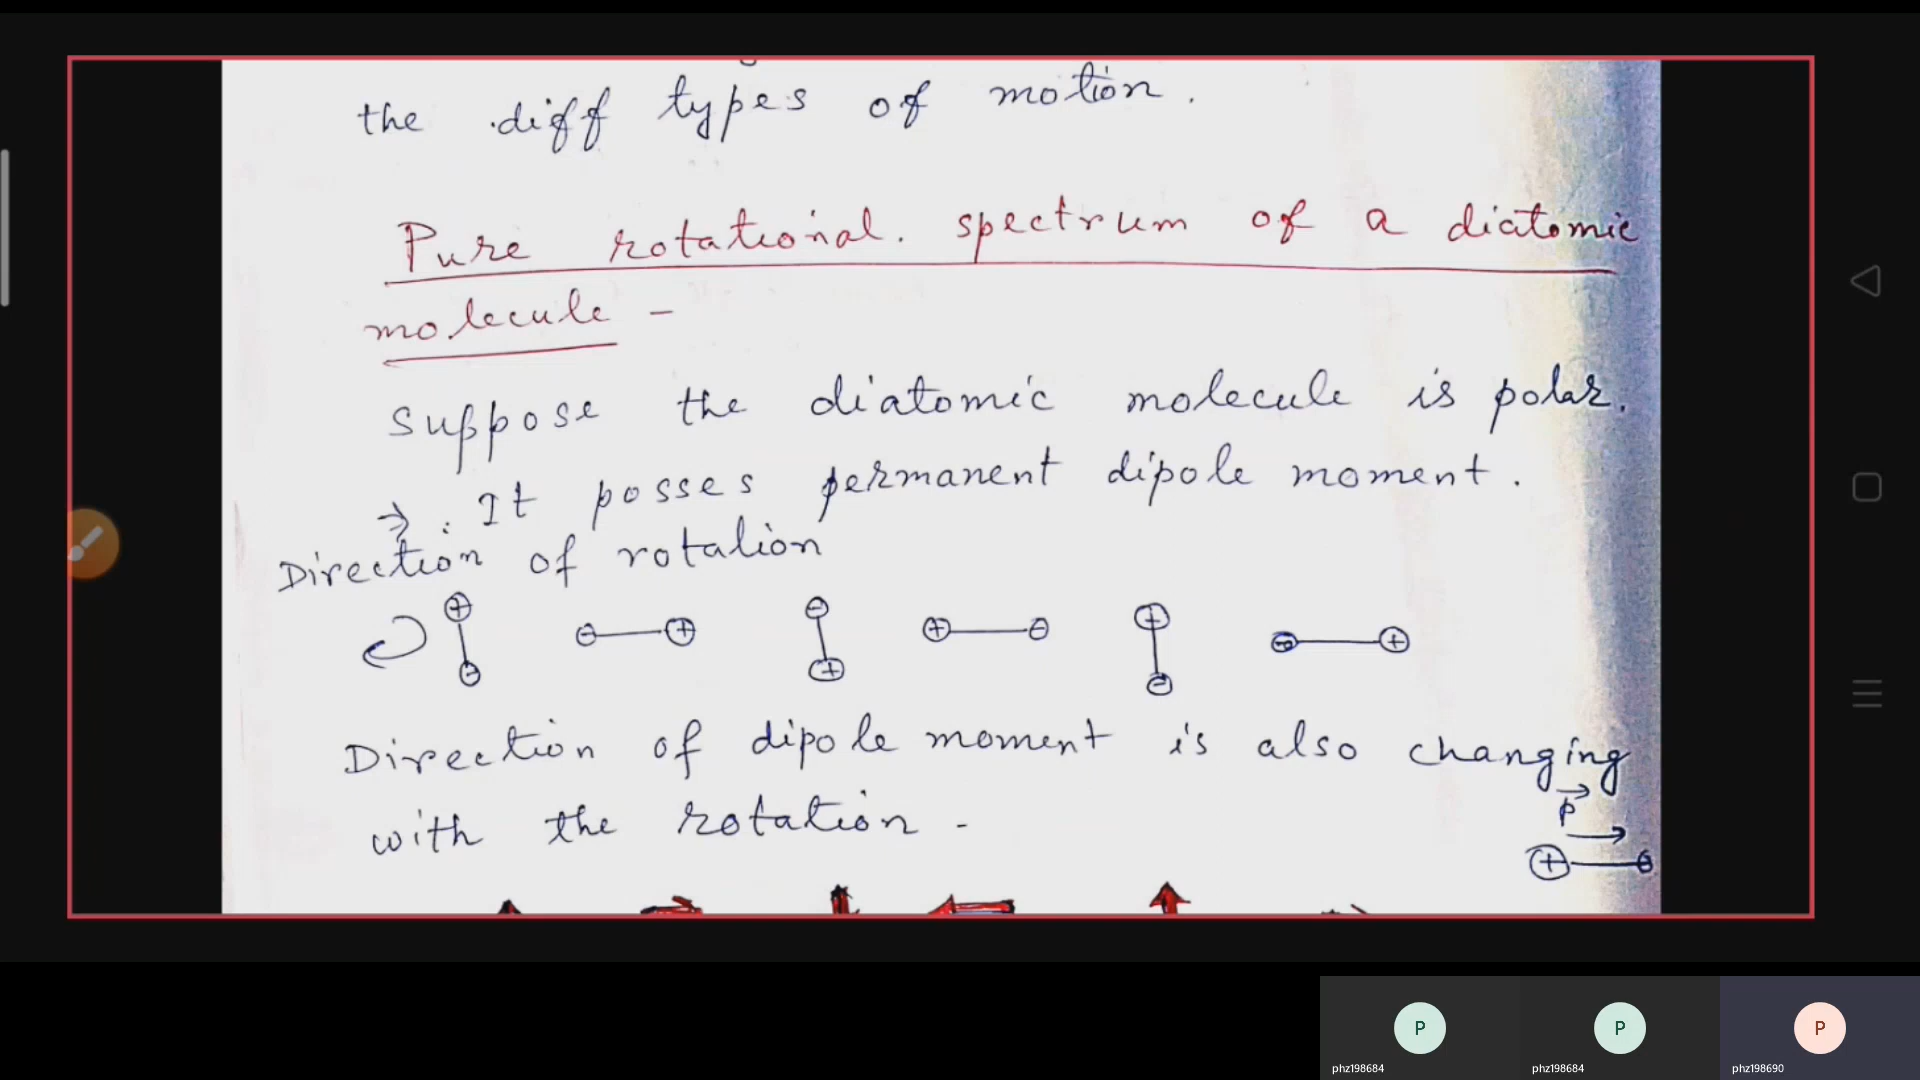 the diff types of motion.
Pure rotational. spectrum of a diatomic
molecule -
Suppose the diatomic molecule is polar.
→ . It posses permanent dipole moment.
Direction of rotation
+ - + - - + + - + - - +
Direction of dipole moment is also changing
with the rotation -
p
+ -
P P P
phz198684 phz198684 phz198690